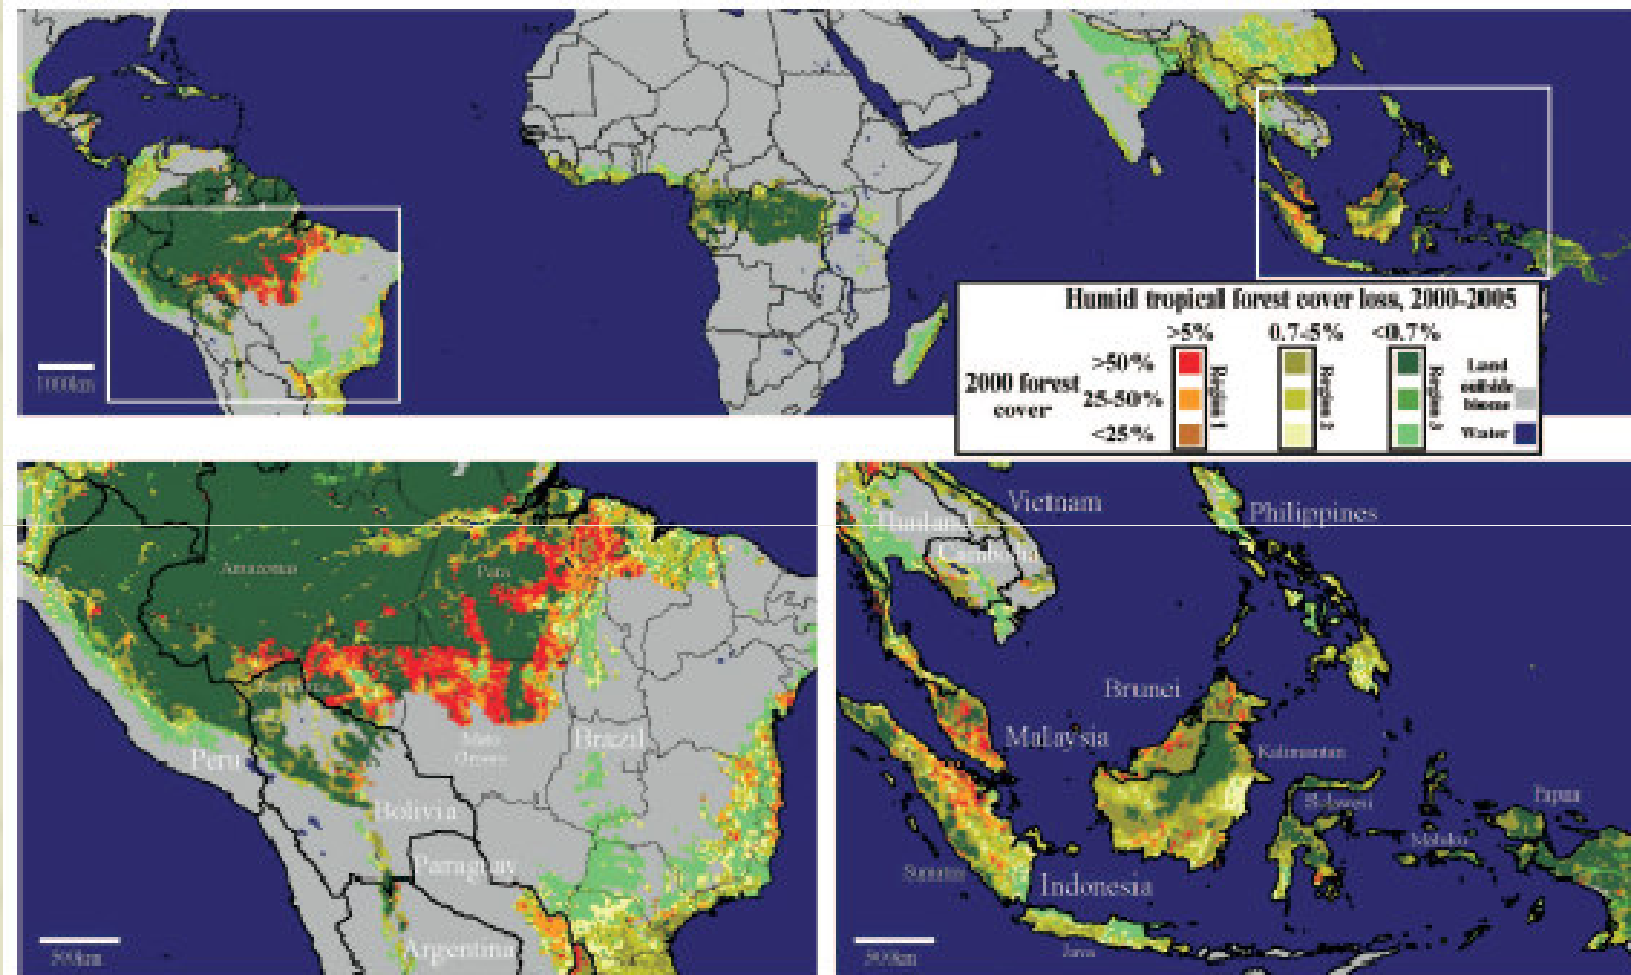 1000km
Humid tropical forest cover loss, 2000-2005
>5%
0.7-5%
<0.7%
2000 forest
cover
>50%
25-50%
<25%
Region 1
Region 2
Region 3
Land
outside
biome
Water
Amazonas
Para
Peru
Mato
Grosso
Brazil
Bolivia
Paraguay
Argentina
500km
Vietnam
Thailand
Cambodia
Philippines
Brunei
Malaysia
Kalimantan
Sulawesi
Papua
Maluku
Sumatra
Indonesia
Java
500km